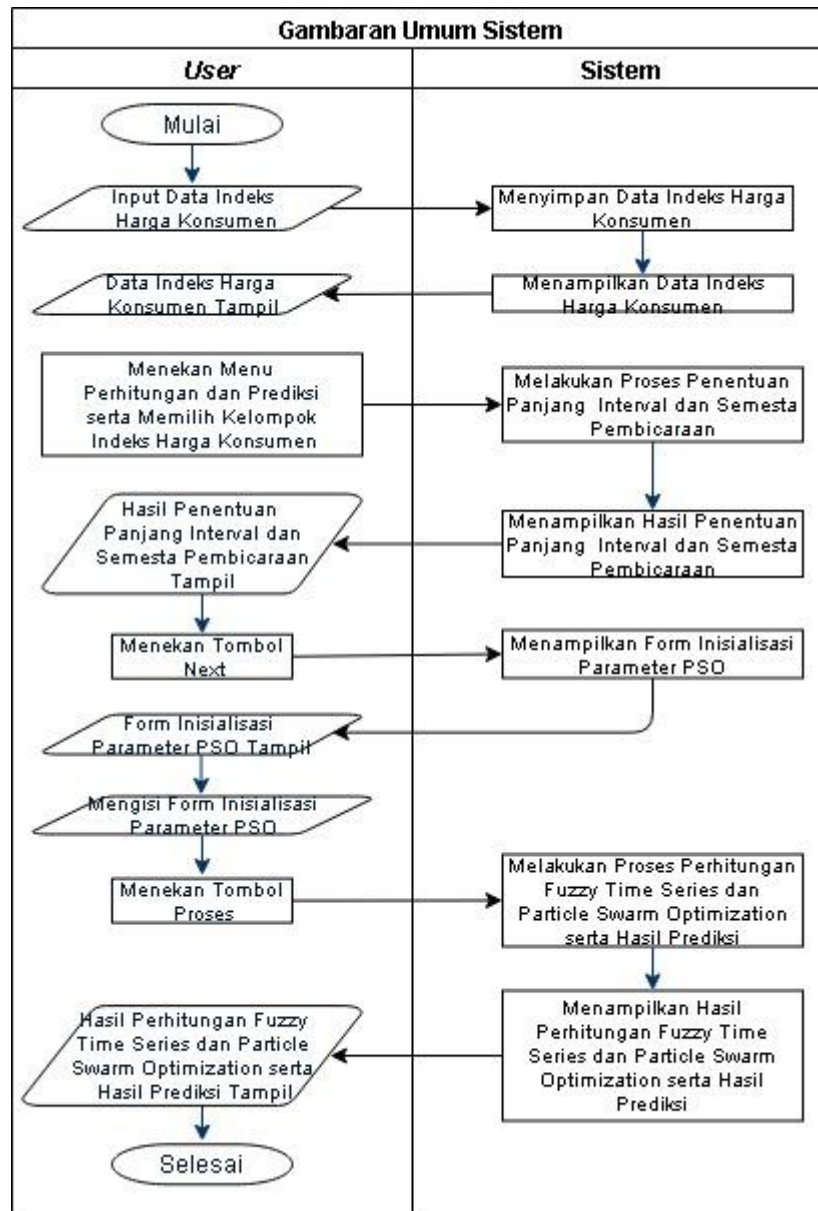 Gambaran Umum Sistem
User
Sistem
Mulai
Input Data Indeks
Harga Konsumen
Menyimpan Data Indeks Harga
Konsumen
Data Indeks Harga
Konsumen Tampil
Menampilkan Data Indeks
Harga Konsumen
Menekan Menu
Perhitungan dan Prediksi
serta Memilih Kelompok
Indeks Harga Konsumen
Melakukan Proses Penentuan
Panjang Interval dan Semesta
Pembicaraan
Hasil Penentuan
Panjang Interval dan
Semesta Pembicaraan
Tampil
Menampilkan Hasil Penentuan
Panjang Interval dan Semesta
Pembicaraan
Menekan Tombol
Next
Menampilkan Form Inisialisasi
Parameter PSO
Form Inisialisasi
Parameter PSO Tampil
Mengisi Form Inisialisasi
Parameter PSO
Menekan Tombol
Proses
Melakukan Proses Perhitungan
Fuzzy Time Series dan
Particle Swarm Optimization
serta Hasil Prediksi
Hasil Perhitungan Fuzzy
Time Series dan Particle
Swarm Optimization serta
Hasil Prediksi Tampil
Menampilkan Hasil
Perhitungan Fuzzy Time
Series dan Particle Swarm
Optimization serta Hasil
Prediksi
Selesai